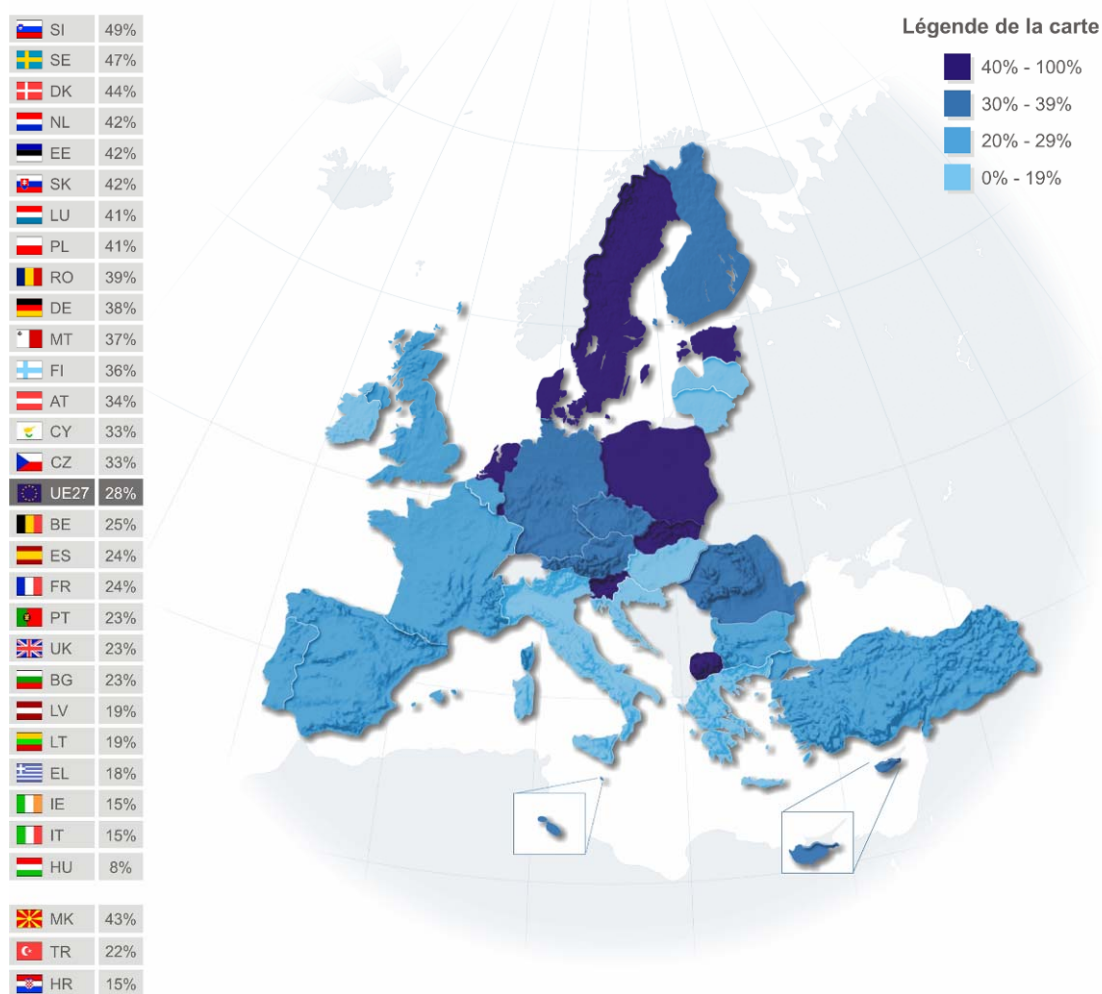 SI 49%
SE 47%
DK 44%
NL 42%
EE 42%
SK 42%
LU 41%
PL 41%
RO 39%
DE 38%
MT 37%
FI 36%
AT 34%
CY 33%
CZ 33%
UE27 28%
BE 25%
ES 24%
FR 24%
PT 23%
UK 23%
BG 23%
LV 19%
LT 19%
EL 18%
IE 15%
IT 15%
HU 8%
MK 43%
TR 22%
HR 15%
Légende de la carte
40% - 100%
30% - 39%
20% - 29%
0% - 19%